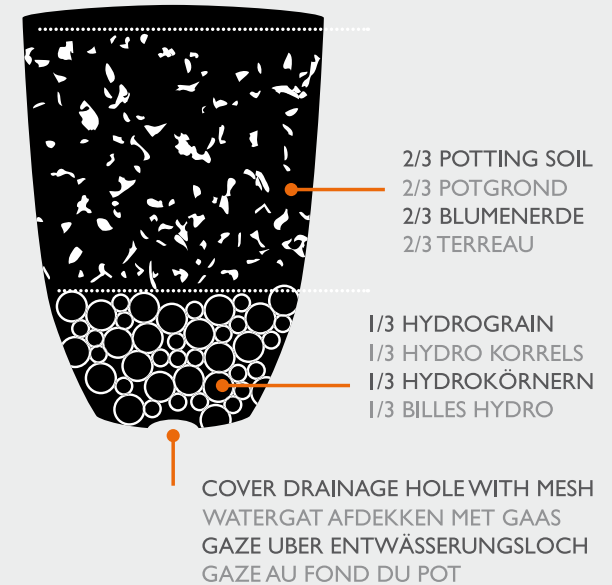 2/3 POTTING SOIL
2/3 POTGROND
2/3 BLUMENERDE
2/3 TERREAU
1/3 HYDROGRAIN
1/3 HYDRO KORRELS
1/3 HYDROKÖRNERN
1/3 BILLES HYDRO
COVER DRAINAGE HOLE WITH MESH
WATERGAT AFDEKKEN MET GAAS
GAZE UBER ENTWÄSSERUNGSLOCH
GAZE AU FOND DU POT